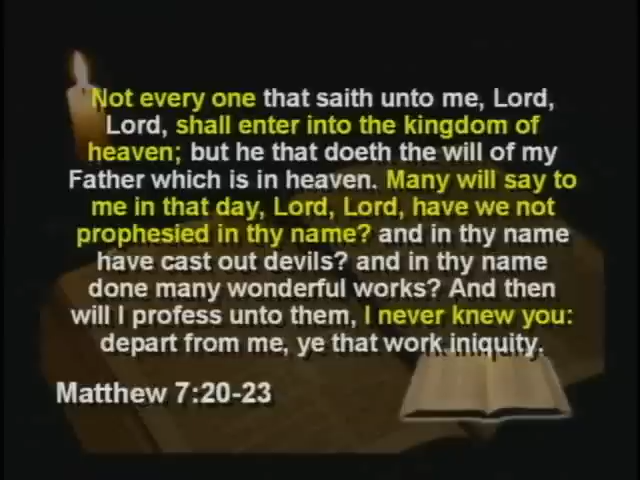 Not every one that saith unto me, Lord,
Lord, shall enter into the kingdom of
heaven; but he that doeth the will of my
Father which is in heaven. Many will say to
me in that day, Lord, Lord, have we not
prophesied in thy name? and in thy name
have cast out devils? and in thy name
done many wonderful works? And then
will I profess unto them, I never knew you:
depart from me, ye that work iniquity.
Matthew 7:20-23